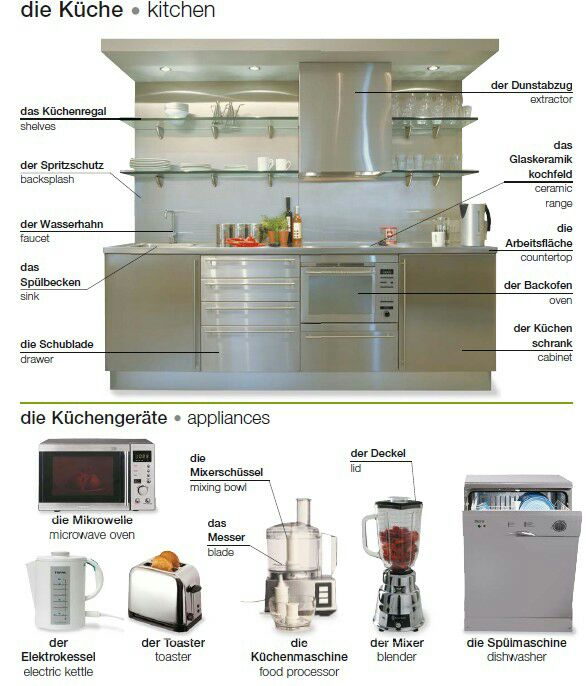 die Küche • kitchen
das Küchenregal
shelves
der Spritzschutz
backsplash
der Wasserhahn
faucet
das
Spülbecken
sink
die Schublade
drawer
der Dunstabzug
extractor
das
Glaskeramik
kochfeld
ceramic
range
die
Arbeitsfläche
countertop
der Backofen
oven
der Küchen
schrank
cabinet
die Küchengeräte • appliances
die Mikrowelle
microwave oven
die
Mixerschüssel
mixing bowl
das
Messer
blade
der Deckel
lid
der
Elektrokessel
electric kettle
der Toaster
toaster
die
Küchenmaschine
food processor
der Mixer
blender
die Spülmaschine
dishwasher